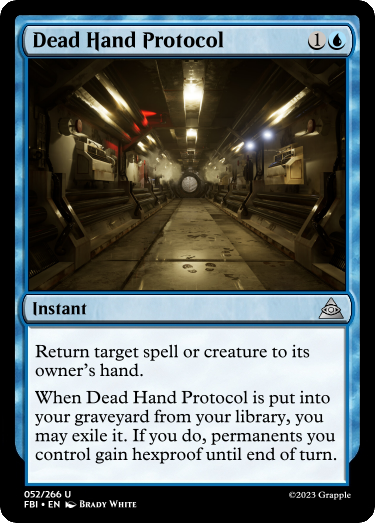 Dead Hand Protocol 1
Instant
Return target spell or creature to its
owner's hand.
When Dead Hand Protocol is put into
your graveyard from your library, you
may exile it. If you do, permanents you
control gain hexproof until end of turn.
052/266 U
FBI • EN Brady White
©2023 Grapple